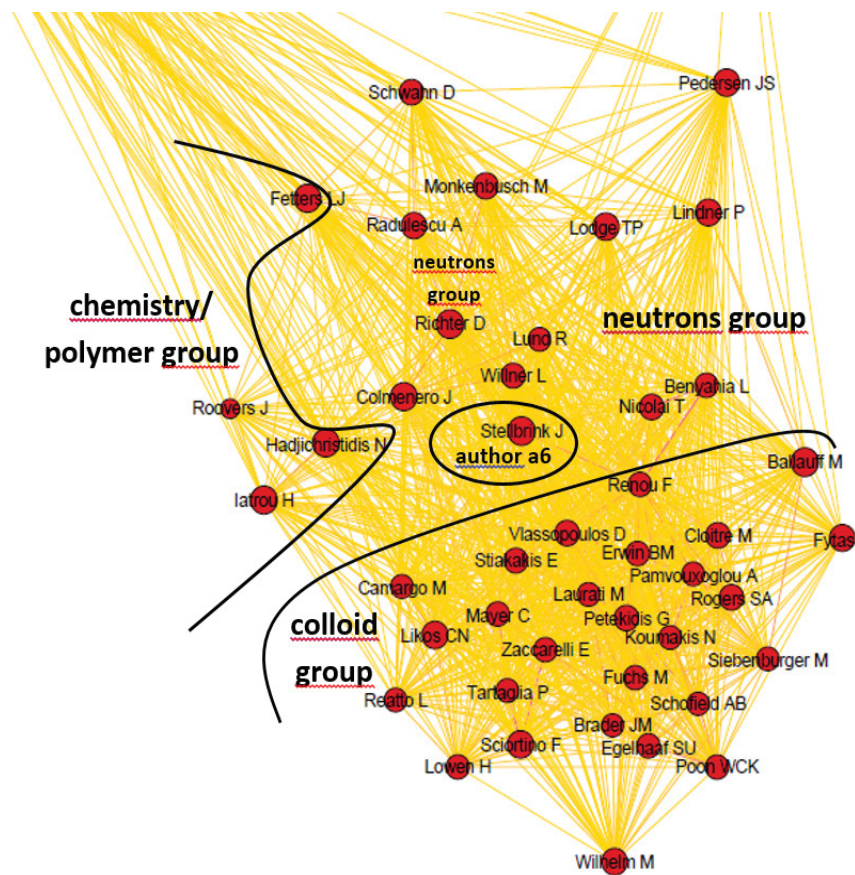 Schwahn D
Pedersen JS
Fetters LJ
Monkenbusch M
Radulescu A
Lodge TP
Lindner P
neutrons
group
chemistry/
polymer group
Richter D
Lund R
neutrons group
Willner L
Colmenero J
Benyahia L
Nicolai T
Roovers J
Stellbrink J
author a6
Hadjichristidis N
Ballauff M
Iatrou H
Renou F
Vlassopoulos D
Cloitre M
Fytas
Erwin BM
Stiakakis E
Pamvouxoglou A
Camargo M
Laurati M
Rogers SA
colloid
group
Mayer C
Petekidis G
Likos CN
Koumakis N
Zaccarelli E
Siebenburger M
Fuchs M
Tartaglia P
Reatto L
Schofield AB
Brader JM
Sciortino F
Egelhaaf SU
Lowen H
Poon WCK
Wilhelm M